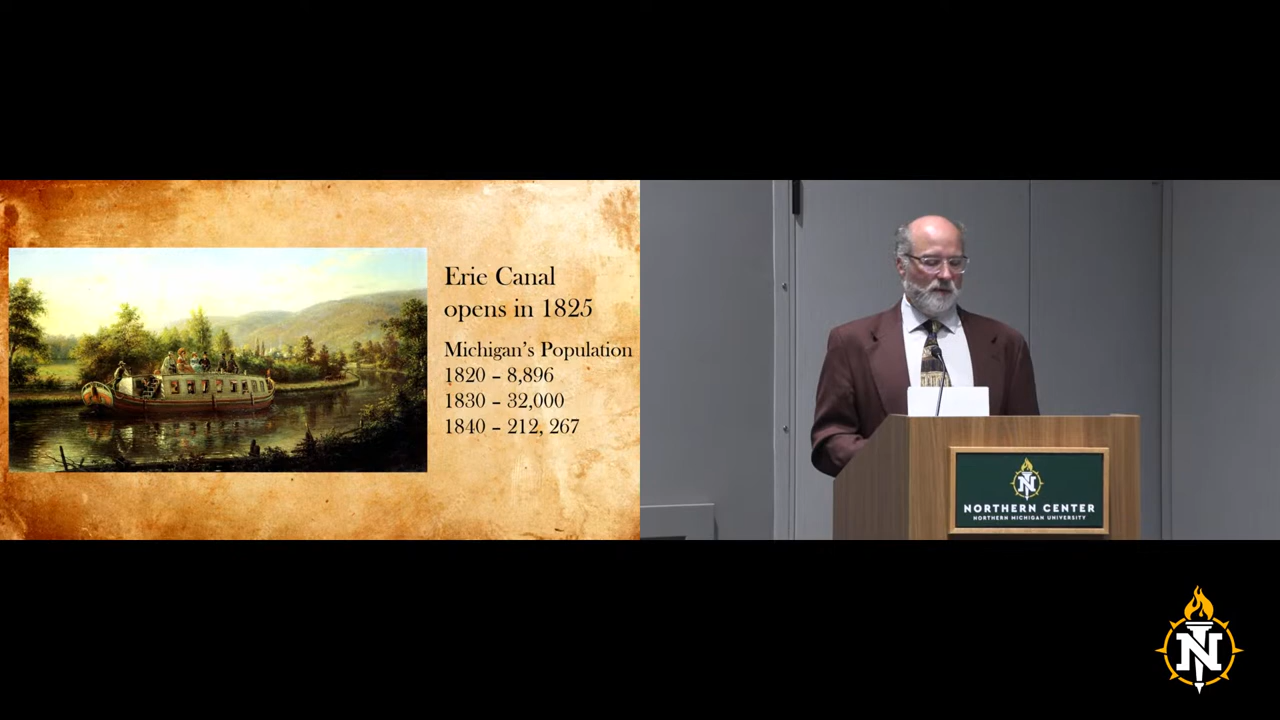 Erie Canal
opens in 1825
Michigan's Population
1820 – 8,896
1830 – 32,000
1840 – 212, 267
N
NORTHERN CENTER
NORTHERN MICHIGAN UNIVERSITY
N